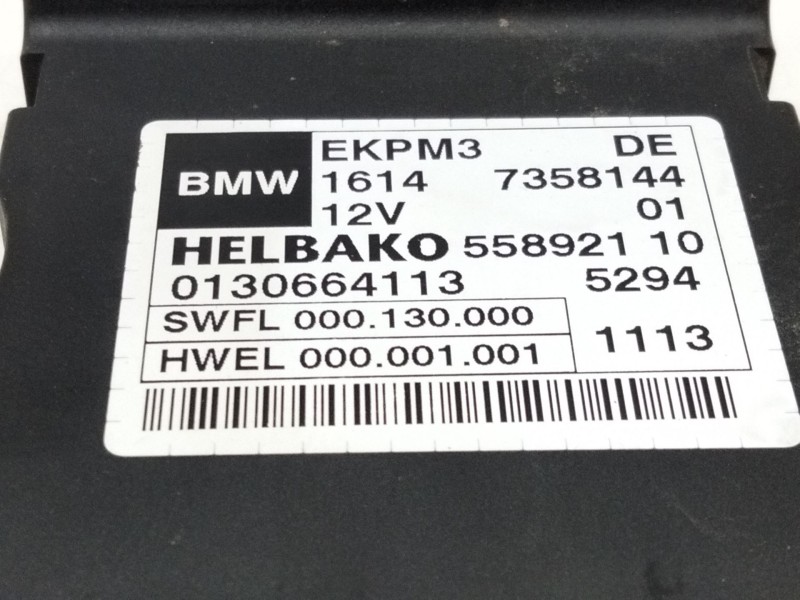 BMW EKPM3 DE
1614 7358144
12V 01
HELBAKO 558921 10
0130664113 5294
SWFL 000.130.000
HWEL 000.001.001 1113